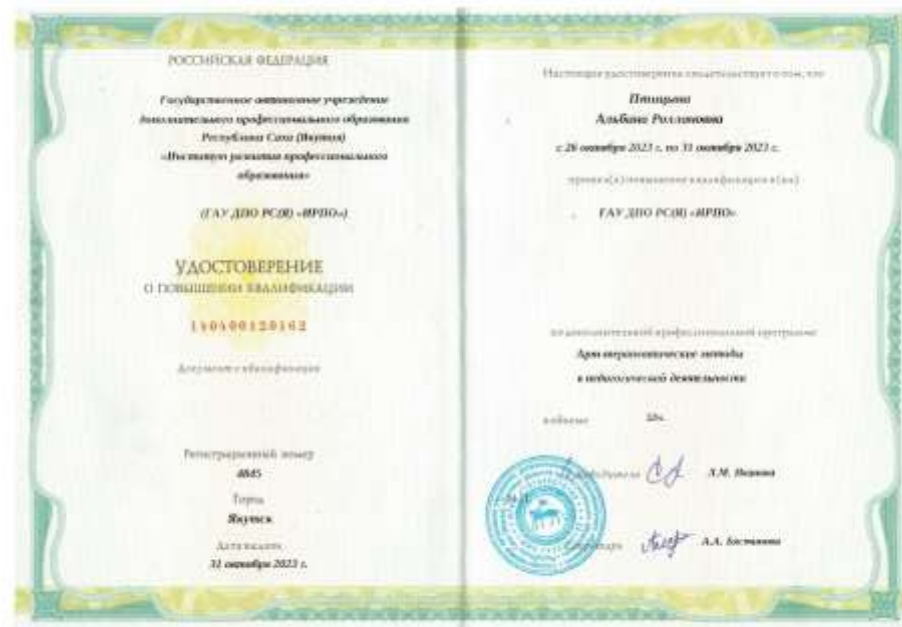 РОССИЙСКАЯ ФЕДЕРАЦИЯ
Государственное автономное учреждение
дополнительного профессионального образования
Республики Саха (Якутия)
«Институт развития профессионального
образования»
(ГАУ ДПО РС(Я) «ИРПО»)
УДОСТОВЕРЕНИЕ
О ПОВЫШЕНИИ КВАЛИФИКАЦИИ
140400120162
Документ о квалификации
Регистрационный номер
4845
Город
Якутск
Дата выдачи
31 октября 2023 г.
Настоящее удостоверение свидетельствует о том, что
Птицына
Альбина Роллановна
с 26 октября 2023 г. по 31 октября 2023 г.
прошел(а) повышение квалификации в (на)
ГАУ ДПО РС(Я) «ИРПО»
по дополнительной профессиональной программе
Арт-терапевтические методы
в педагогической деятельности
в объеме
Руководитель
Л.М. Иванова
Секретарь
А.А.